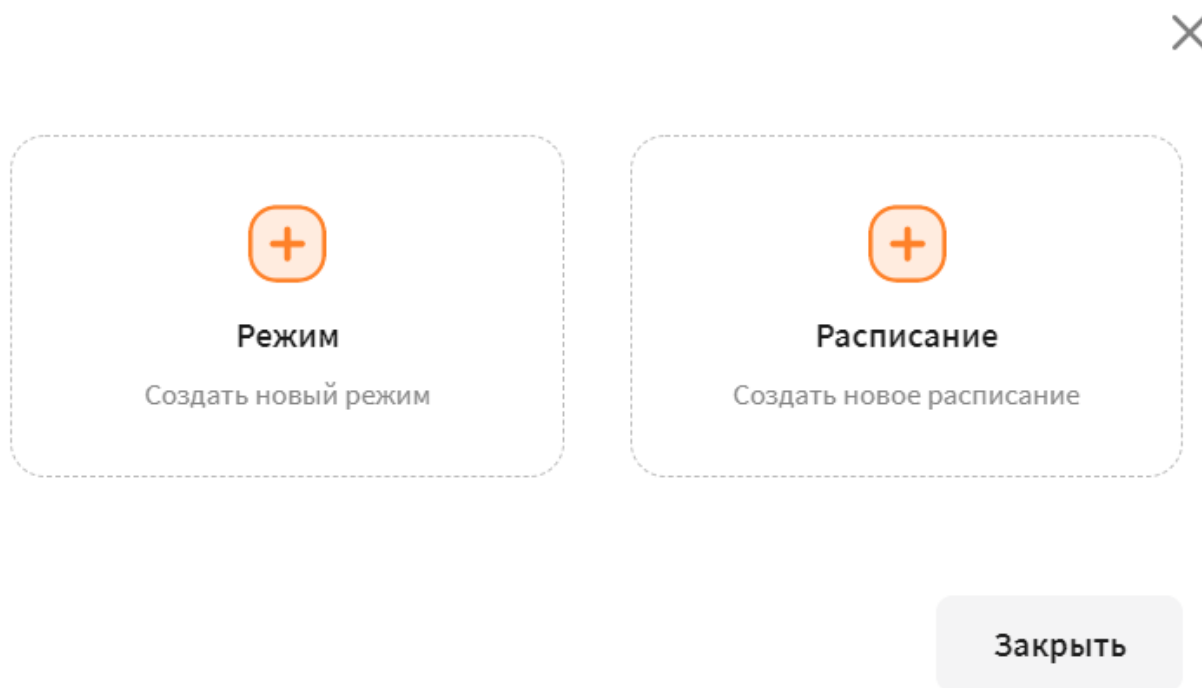 Режим
Создать новый режим
Расписание
Создать новое расписание
Закрыть